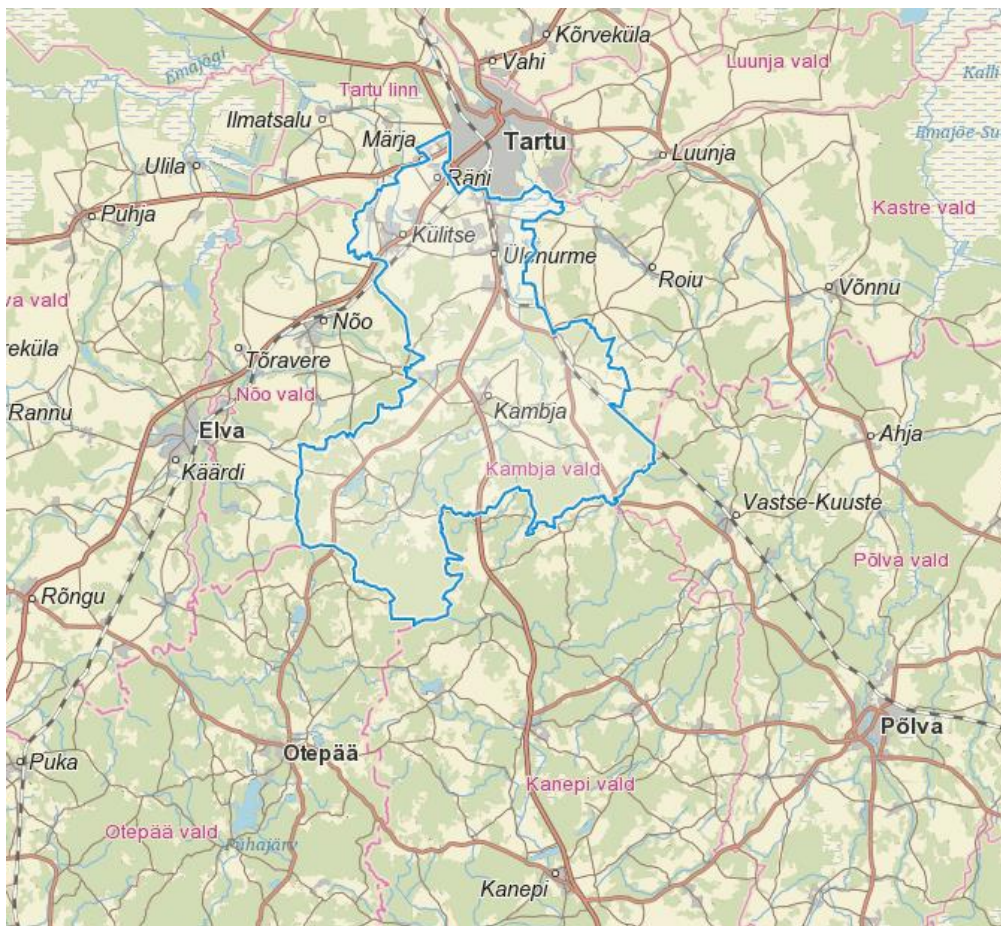 Kõrveküla
Emajõgi
Vahi
Luunja vald
Kalli
Tartu linn
Ilmatsalu
Emajõe-Su
Märja
Tartu
Ulila
Luunja
Räni
Puhja
Kastre vald
Külitse
Ülenurme
Roiu
Võnnu
va vald
Nõo
reküla
Tõravere
Nõo vald
Kambja
Rannu
Elva
Ahja
Käärdi
Kambja vald
Vastse-Kuuste
Põlva vald
Rõngu
Põlva
Otepää
Puka
Kanepi vald
Otepää vald
Pühajärv
Kanepi